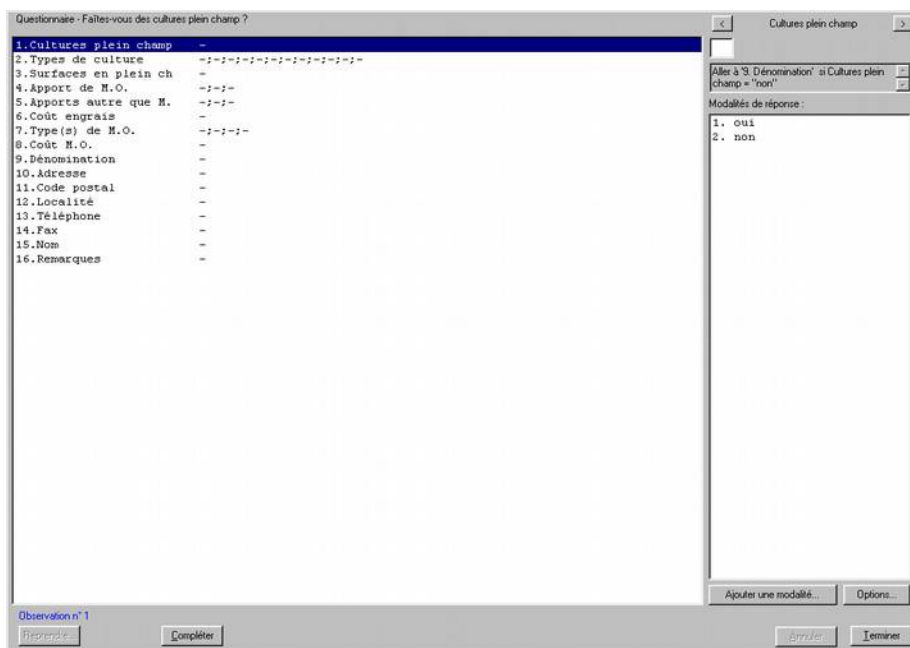 Questionnaire - Faîtes-vous des cultures plein champ ?
1.Cultures plein champ -
2.Types de culture -;-;-;-;-;-;-;-;-;-;-;-
3.Surfaces en plein ch -
4.Apport de M.O. -;-;-
5.Apports autre que M. -;-;-
6.Coût engrais -
7.Type(s) de M.O. -;-;-;-
8.Coût M.O. -
9.Dénomination -
10.Adresse -
11.Code postal -
12.Localité -
13.Téléphone -
14.Fax -
15.Nom -
16.Remarques -
Observation n° 1
Reprendre...
Compléter
< Cultures plein champ >
Aller à '9. Dénomination' si Cultures plein
champ = "non"
Modalités de réponse :
1. oui
2. non
Ajouter une modalité... Options...
Annuler Terminer